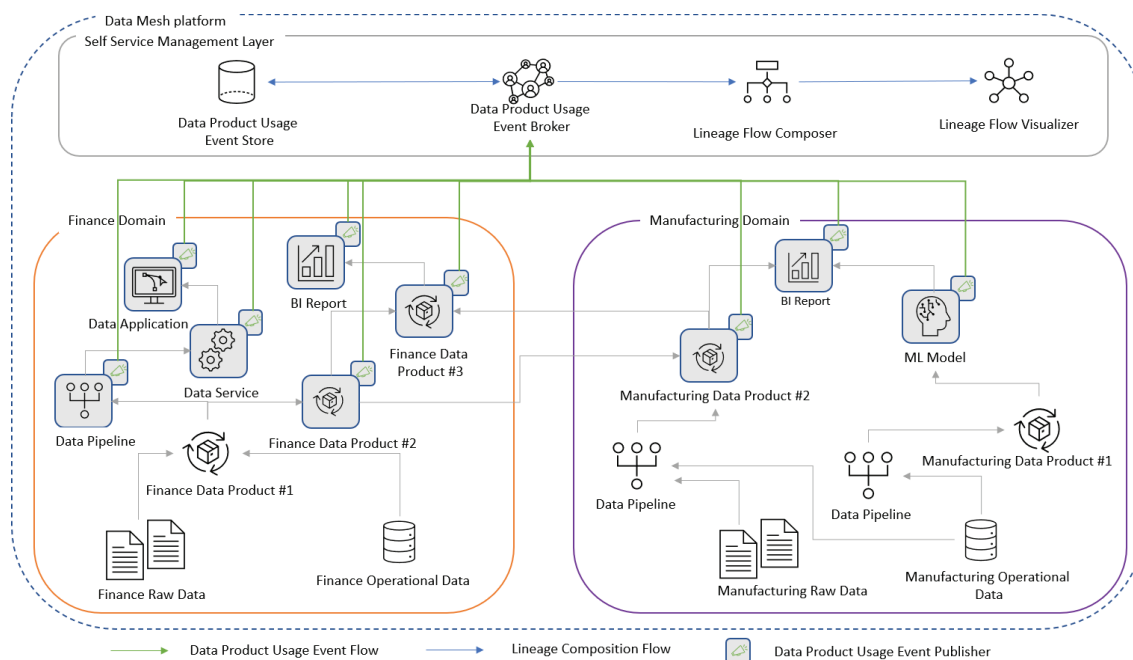 Data Mesh platform
Self Service Management Layer
Data Product Usage
Event Store
Data Product Usage
Event Broker
Lineage Flow Composer
Lineage Flow Visualizer
Finance Domain
Data Application
BI Report
Data Service
Finance Data
Product #3
Data Pipeline
Finance Data Product #2
Finance Data Product #1
Finance Raw Data
Finance Operational Data
Manufacturing Domain
BI Report
ML Model
Manufacturing Data Product #2
Manufacturing Data Product #1
Data Pipeline
Data Pipeline
Manufacturing Raw Data
Manufacturing Operational
Data
Data Product Usage Event Flow
Lineage Composition Flow
Data Product Usage Event Publisher